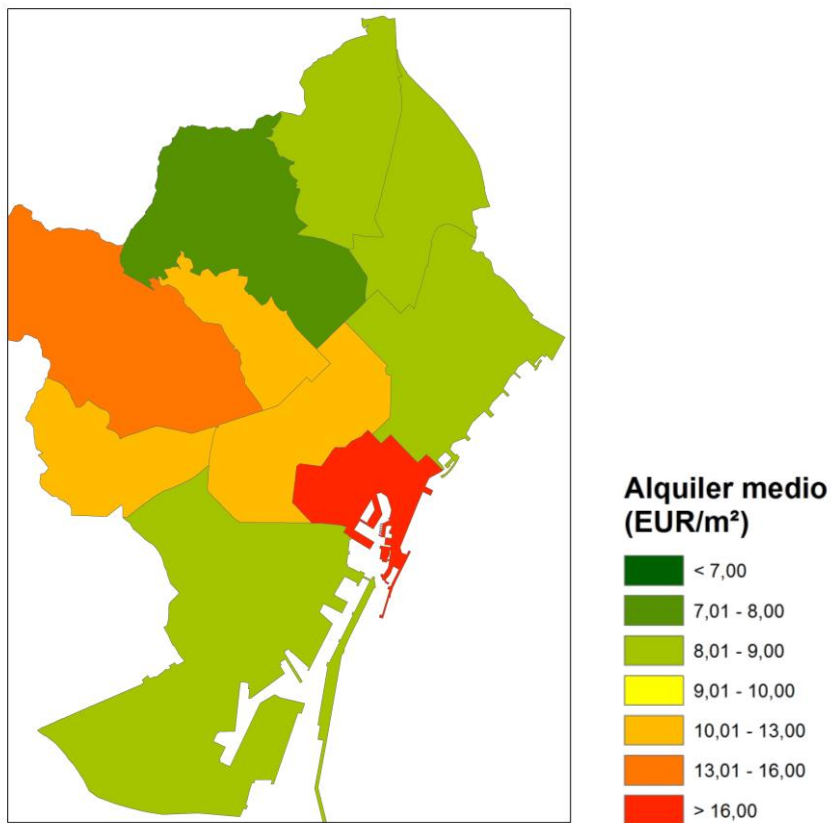 Alquiler medio
(EUR/m²)
< 7,00
7,01 - 8,00
8,01 - 9,00
9,01 - 10,00
10,01 - 13,00
13,01 - 16,00
> 16,00